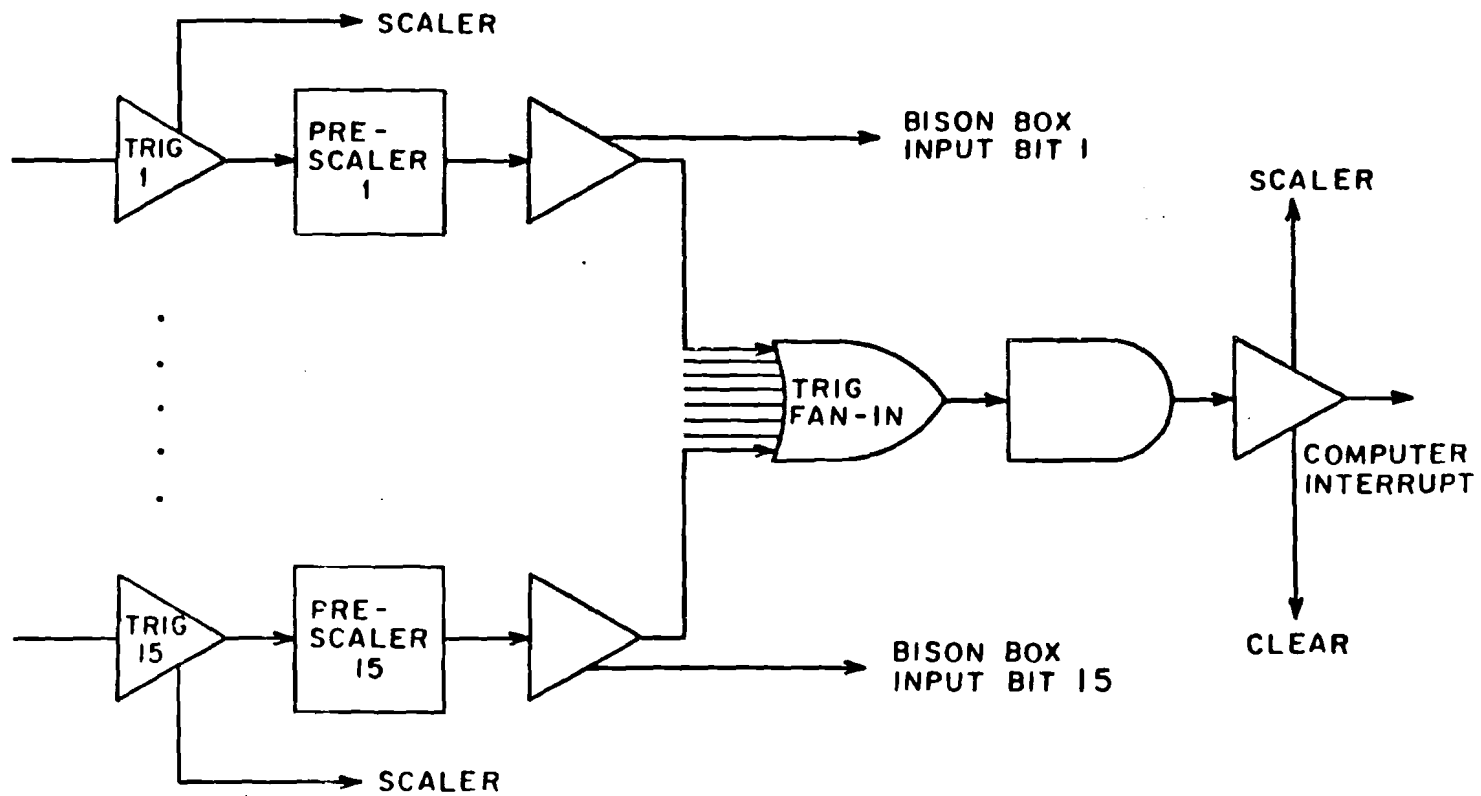 SCALER
TRIG
1
PRE-
SCALER
1
BISON BOX
INPUT BIT 1
SCALER
TRIG
FAN-IN
COMPUTER
INTERRUPT
TRIG
15
PRE-
SCALER
15
BISON BOX
INPUT BIT 15
CLEAR
SCALER